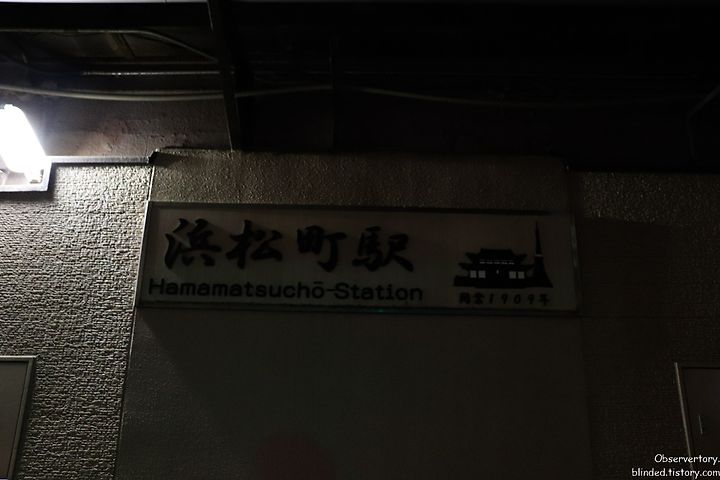 浜松町駅
Hamamatsuchō-Station
開業1909年
Observertory.
blinded.tistory.com